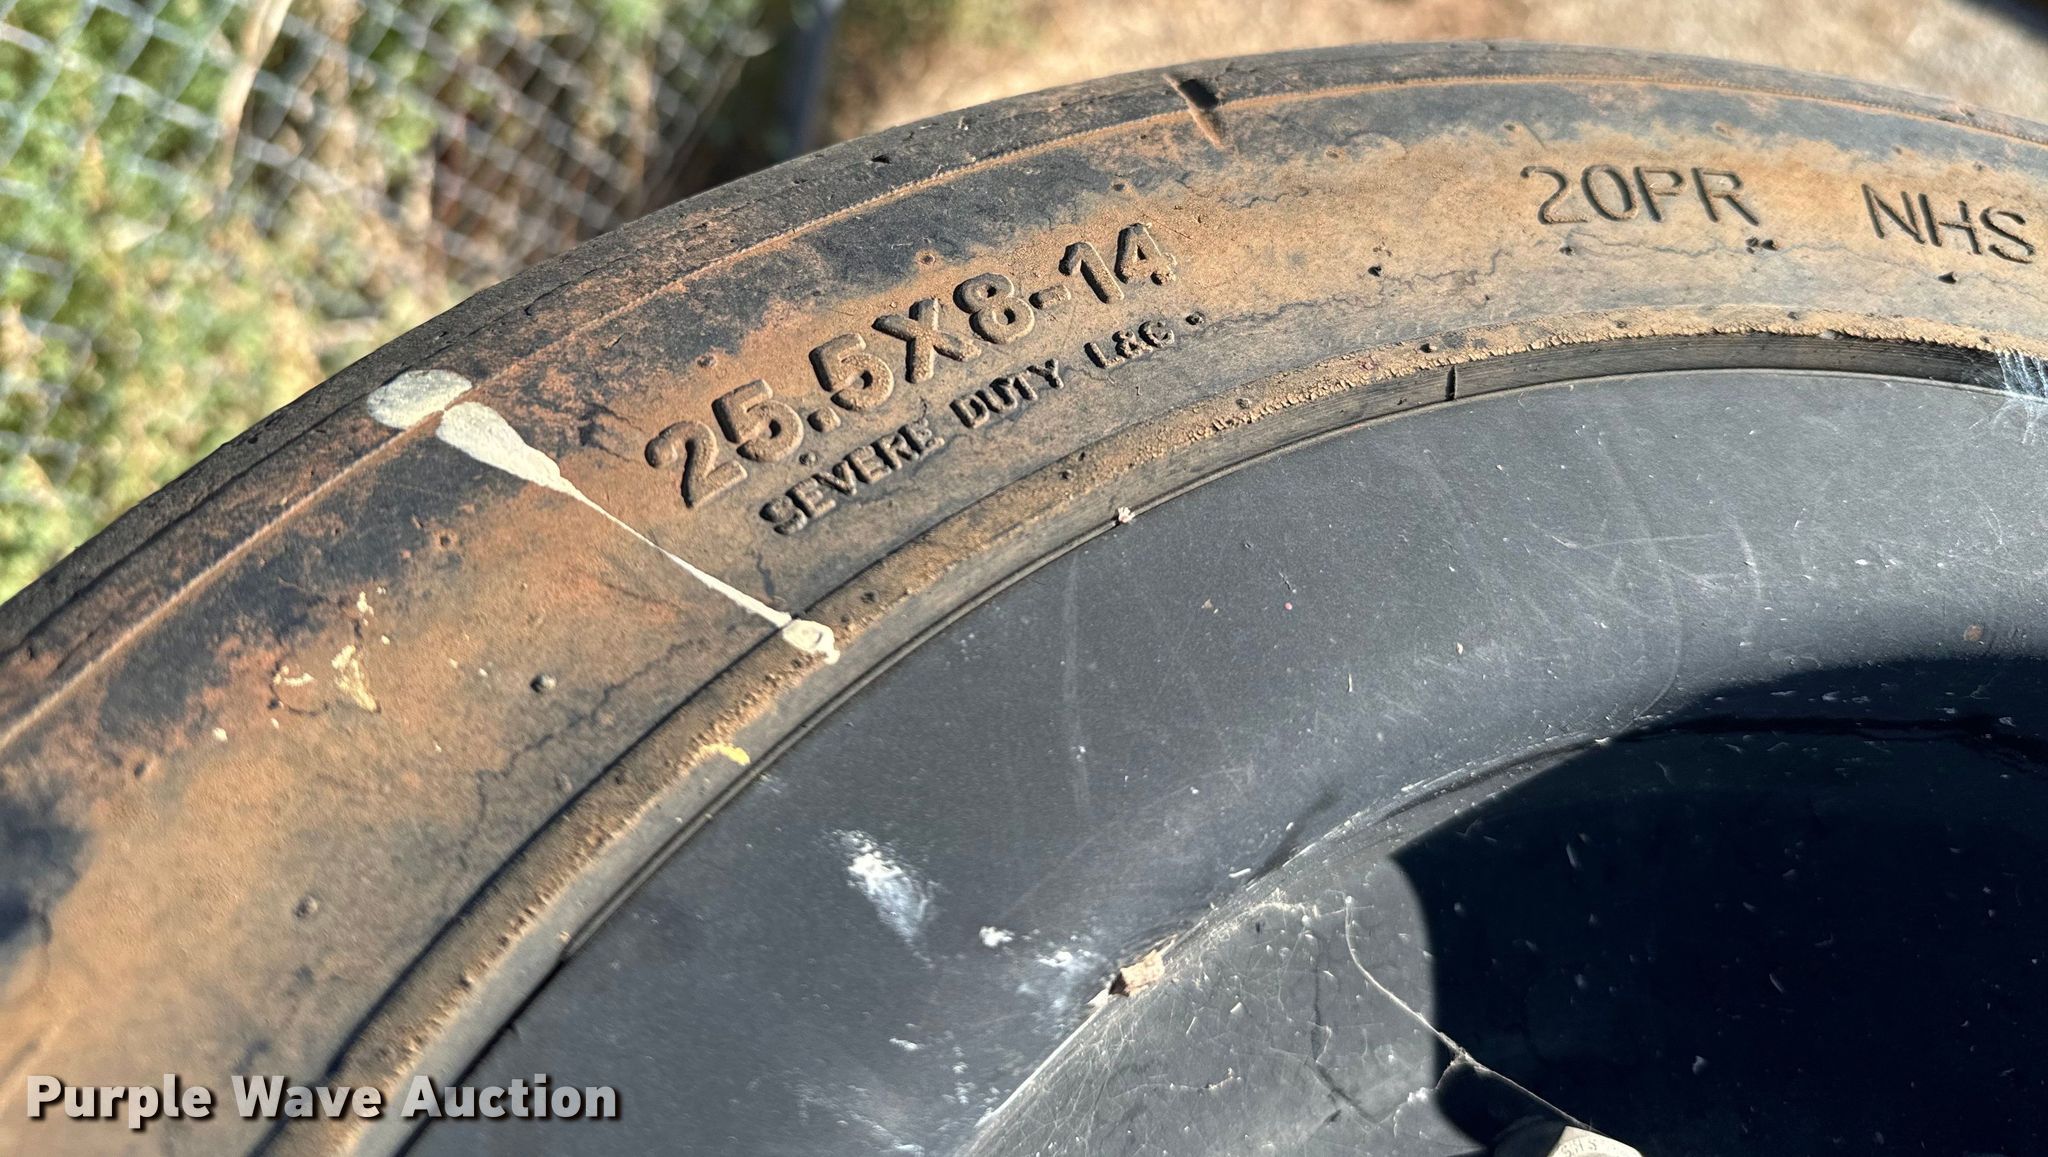 20PR NHS
25.5X8-14
SEVERE DUTY L&C
Purple Wave Auction